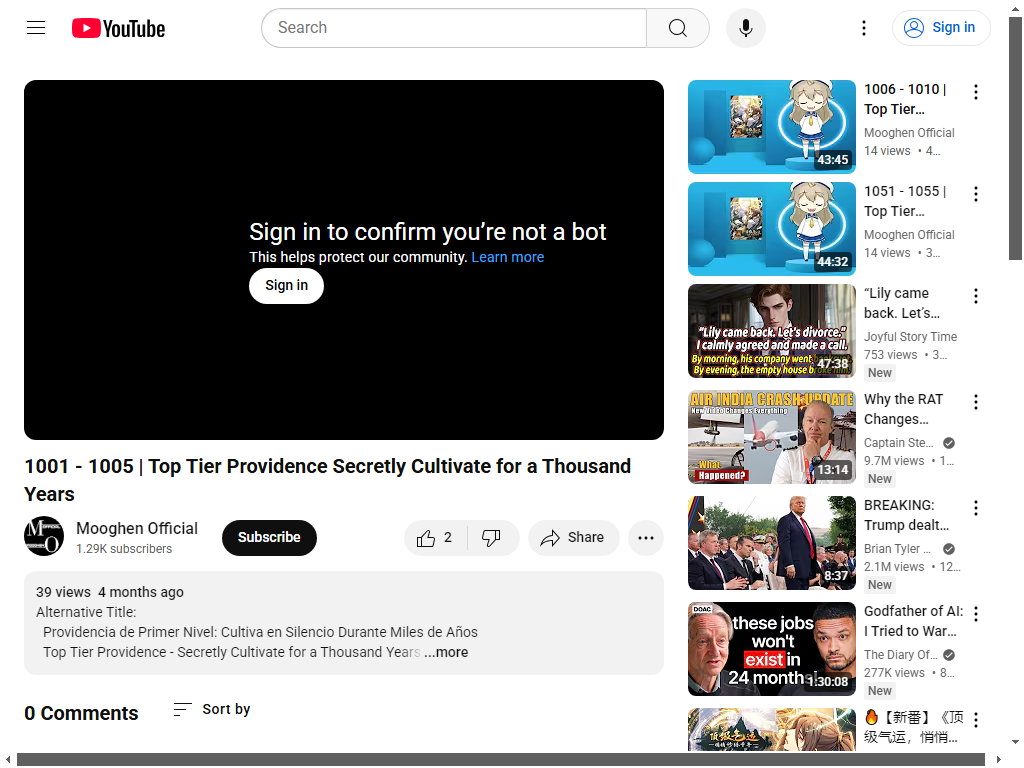 YouTube
Search
Sign in
Sign in to confirm you’re not a bot
This helps protect our community. Learn more
Sign in
1001 - 1005 | Top Tier Providence Secretly Cultivate for a Thousand
Years
Mooghen Official
1.29K subscribers
Subscribe
2
Share
39 views 4 months ago
Alternative Title:
Providencia de Primer Nivel: Cultiva en Silencio Durante Miles de Años
Top Tier Providence - Secretly Cultivate for a Thousand Years ...more
0 Comments
Sort by
43:45
1006 - 1010 |
Top Tier…
Mooghen Official
14 views • 4…
44:32
1051 - 1055 |
Top Tier…
Mooghen Official
14 views • 3…
"Lily came back. Let's divorce."
I calmly agreed and made a call.
By morning, his company went
By evening, the empty house broke him.
47:38
“Lily came
back. Let’s…
Joyful Story Time
753 views • 3…
New
AIR INDIA CRASH UPDATE
New Video Changes Everything
What
Happened?
13:14
Why the RAT
Changes…
Captain Ste…
9.7M views • 1…
New
8:37
BREAKING:
Trump dealt…
Brian Tyler …
2.1M views • 12…
New
DOAC
these jobs
won't
exist in
24 months!
1:30:08
Godfather of AI:
I Tried to War…
The Diary Of…
277K views • 8…
New
顶级气运
🔥【新番】《顶
级气运，悄悄…